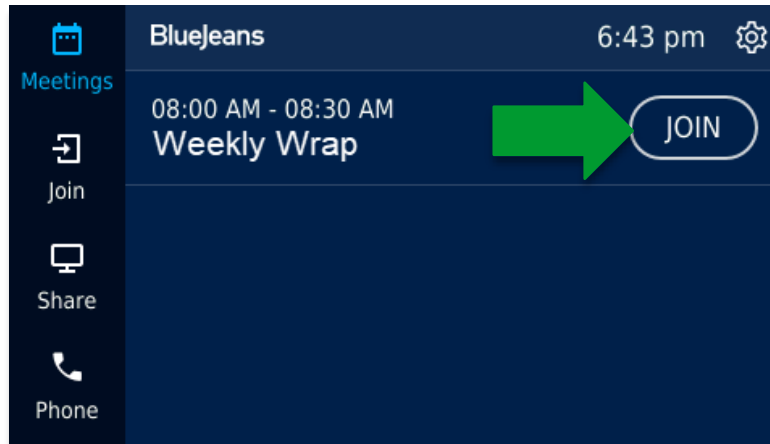 Meetings
Join
Share
Phone
BlueJeans
6:43 pm
08:00 AM - 08:30 AM
Weekly Wrap
JOIN